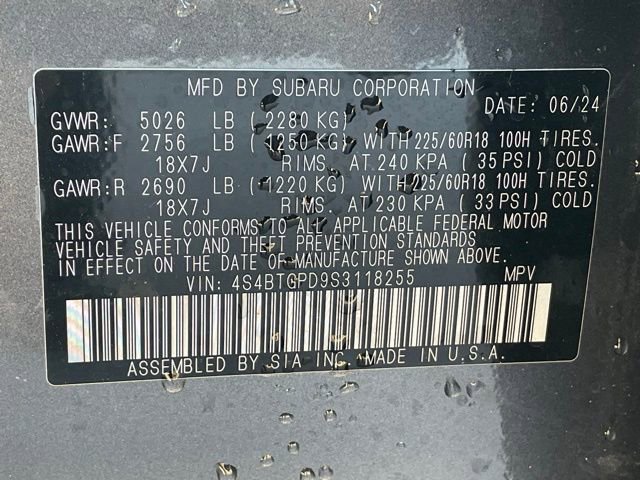 MFD BY SUBARU CORPORATION
DATE: 06/24
GVWR: 5026 LB (2280 KG)
GAWR:F 2756 LB (1250 KG) WITH 225/60R18 100H TIRES.
18X7J RIMS. AT 240 KPA (35 PSI) COLD
GAWR:R 2690 LB (1220 KG) WITH 225/60R18 100H TIRES.
18X7J RIMS. AT 230 KPA (33 PSI) COLD
THIS VEHICLE CONFORMS TO ALL APPLICABLE FEDERAL MOTOR
VEHICLE SAFETY AND THEFT PREVENTION STANDARDS
IN EFFECT ON THE DATE OF MANUFACTURE SHOWN ABOVE.
VIN: 4S4BTGPD9S3118255 MPV
ASSEMBLED BY SIA INC. MADE IN U.S.A.